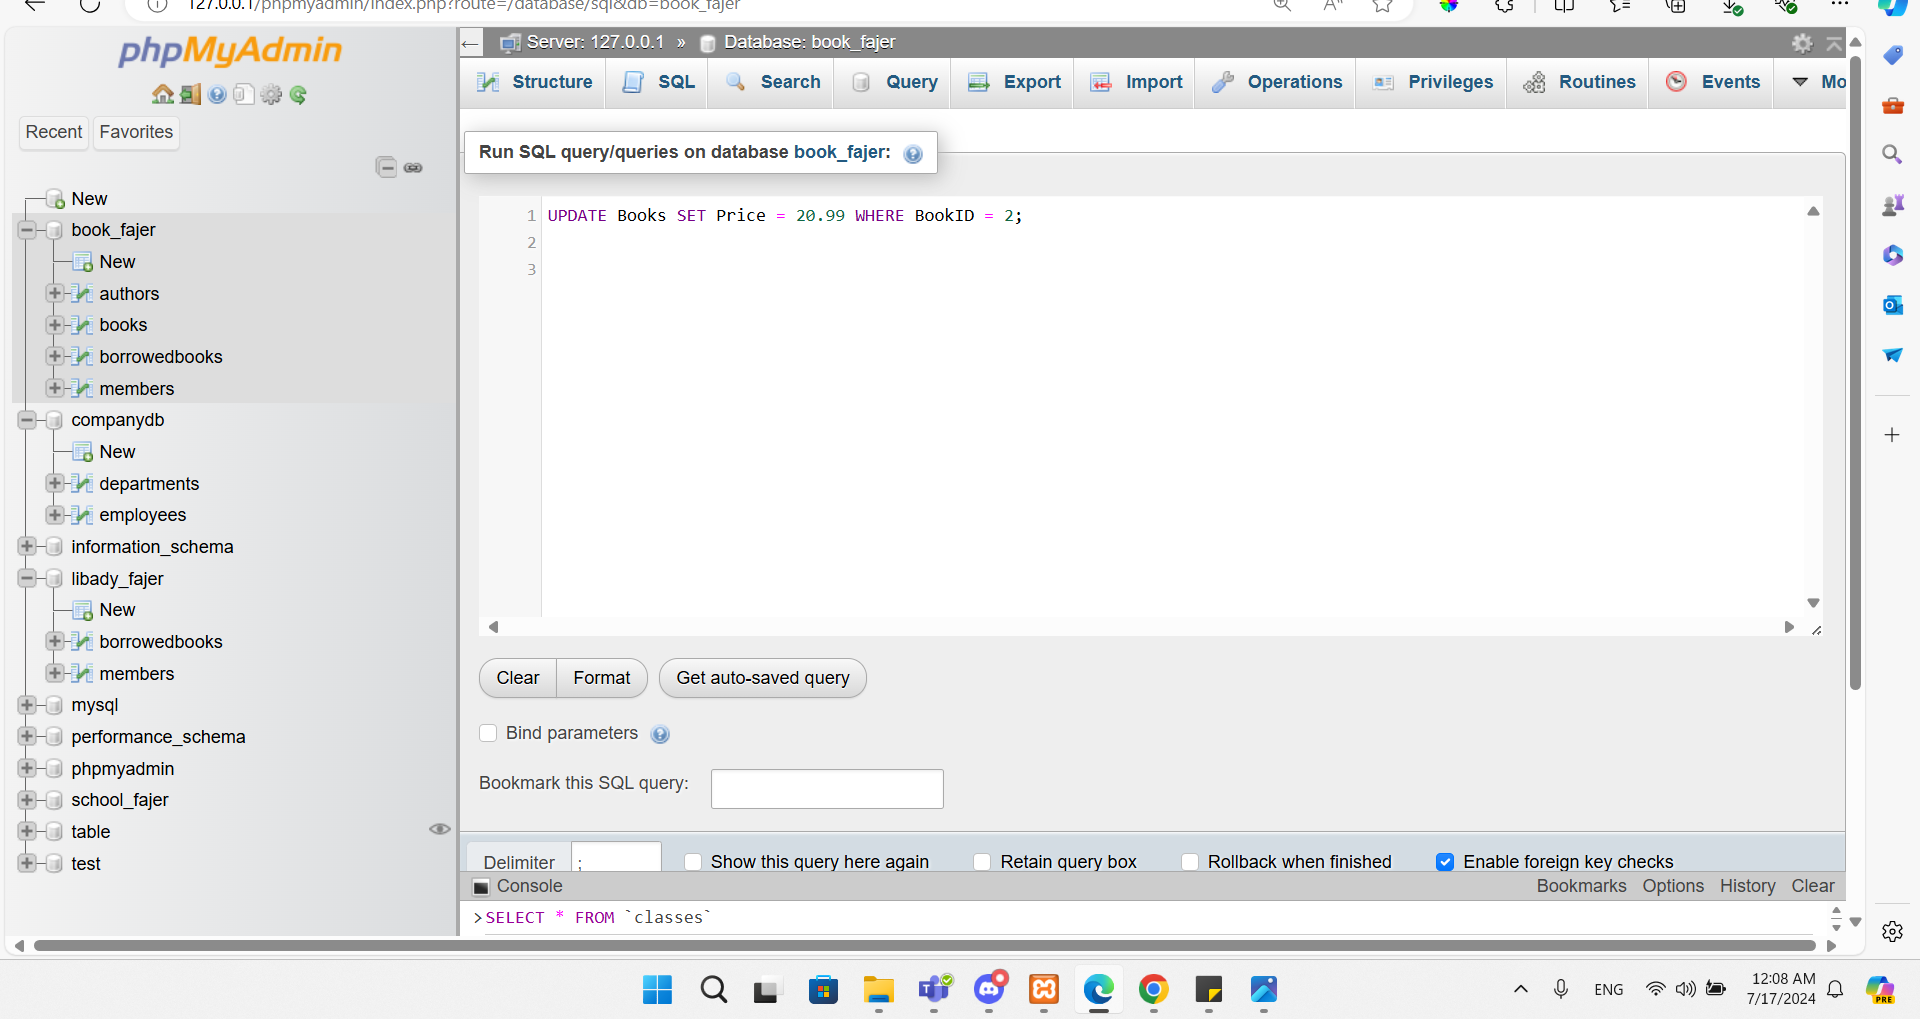 127.0.0.1/phpmyadmin/index.php?route=/database/sql&db=book_fajer
phpMyAdmin
Recent
Favorites
New
book_fajer
New
authors
books
borrowedbooks
members
companydb
New
departments
employees
information_schema
libady_fajer
New
borrowedbooks
members
mysql
performance_schema
phpmyadmin
school_fajer
table
test
Server: 127.0.0.1 » Database: book_fajer
Structure SQL Search Query Export Import Operations Privileges Routines Events Mo
Run SQL query/queries on database book_fajer:
1 UPDATE Books SET Price = 20.99 WHERE BookID = 2;
2
3
Clear Format Get auto-saved query
Bind parameters
Bookmark this SQL query:
Delimiter ; Show this query here again Retain query box Rollback when finished Enable foreign key checks
Console Bookmarks Options History Clear
>SELECT * FROM `classes`
ENG
12:08 AM
7/17/2024
PRE